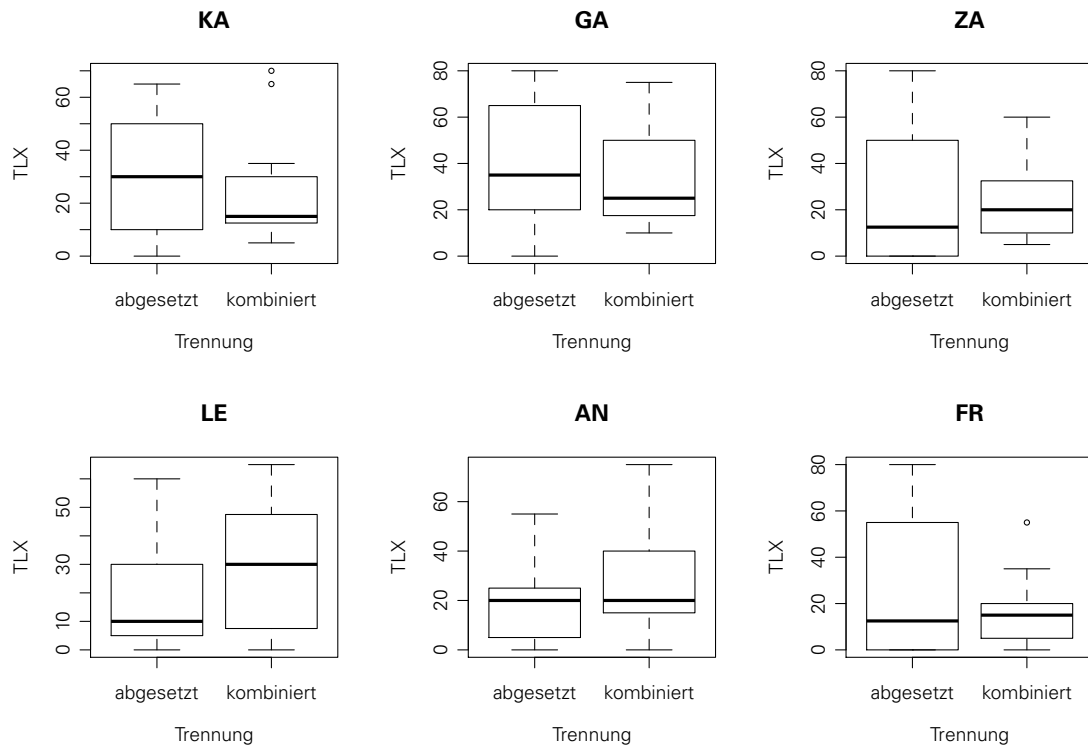 KA
TLX
0 20 40 60
abgesetzt kombiniert
Trennung
GA
TLX
0 20 40 60 80
abgesetzt kombiniert
Trennung
ZA
TLX
0 20 40 60 80
abgesetzt kombiniert
Trennung
LE
TLX
0 10 30 50
abgesetzt kombiniert
Trennung
AN
TLX
0 20 40 60
abgesetzt kombiniert
Trennung
FR
TLX
0 20 40 60 80
abgesetzt kombiniert
Trennung